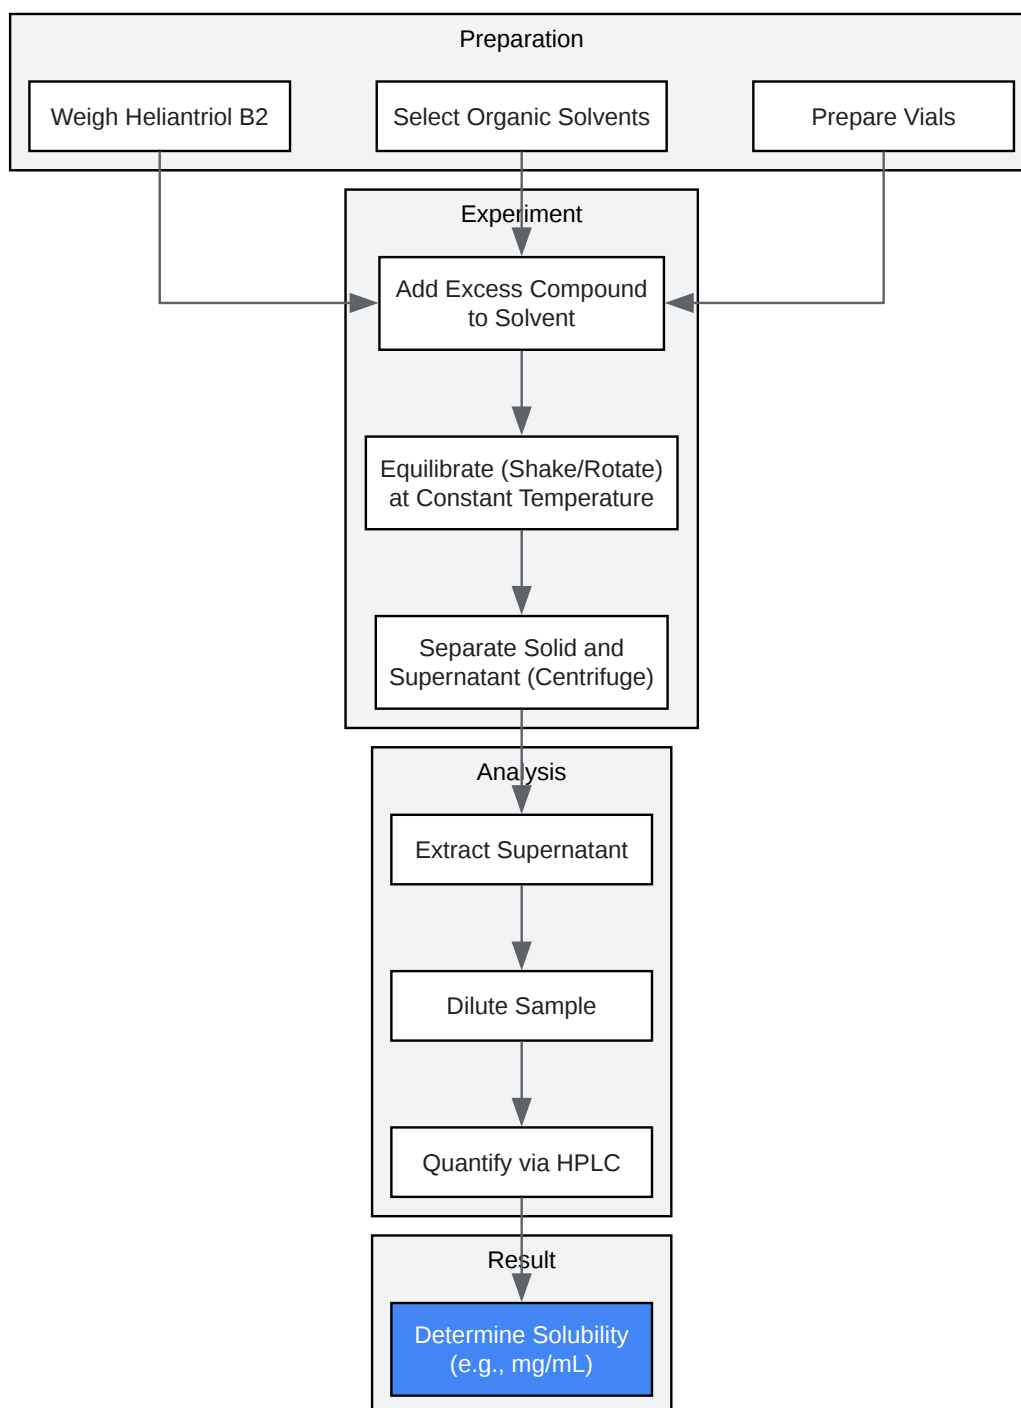 Preparation
Weigh Heliantriol B2
Select Organic Solvents
Prepare Vials
Experiment
Add Excess Compound
to Solvent
Equilibrate (Shake/Rotate)
at Constant Temperature
Separate Solid and
Supernatant (Centrifuge)
Analysis
Extract Supernatant
Dilute Sample
Quantify via HPLC
Result
Determine Solubility
(e.g., mg/mL)